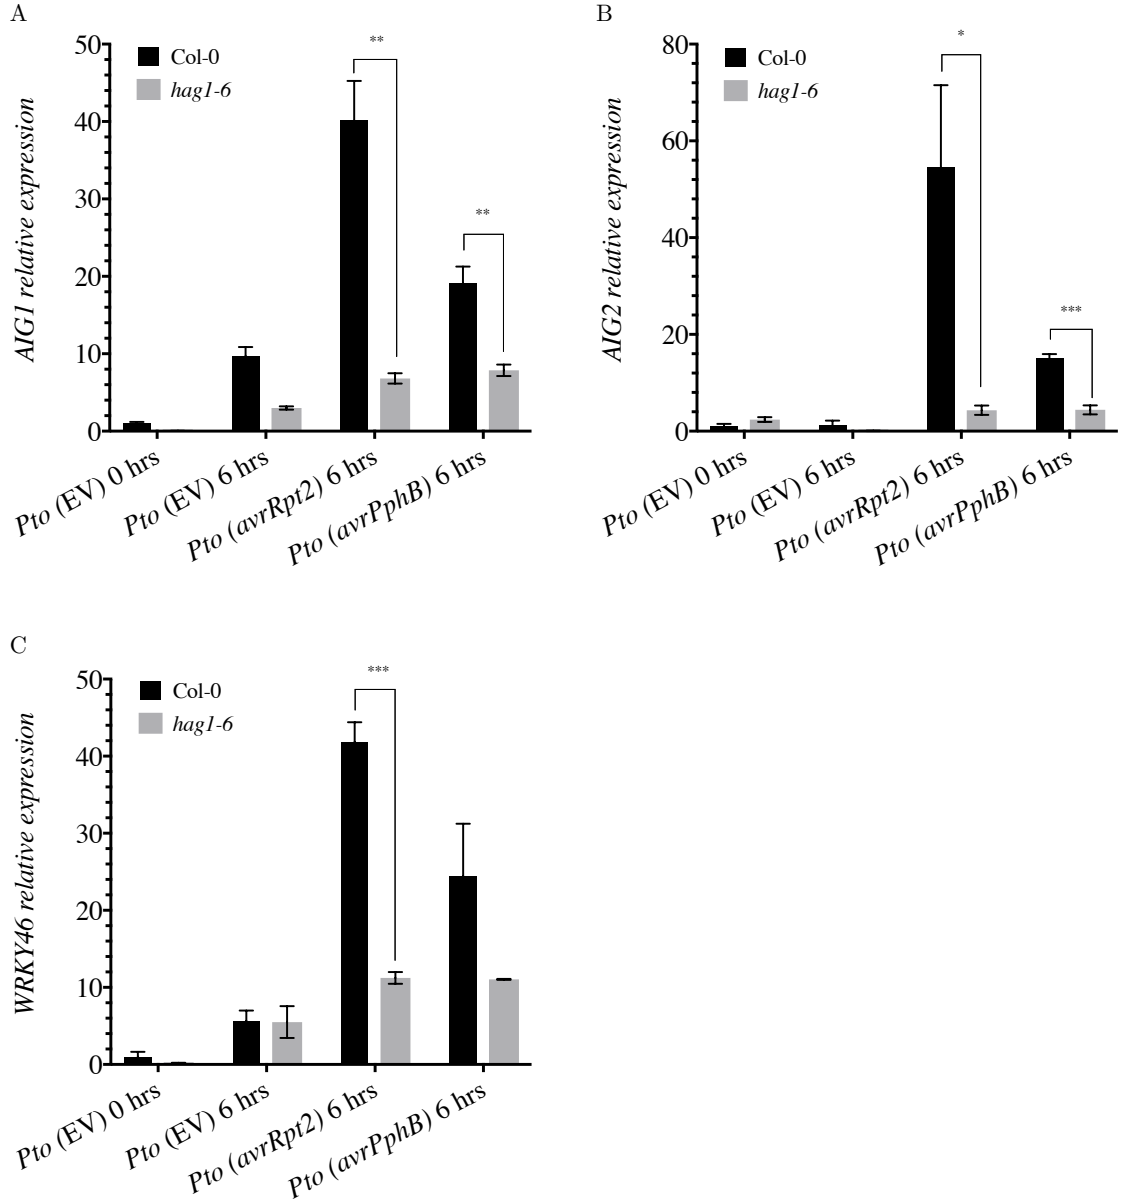 A
AIG1 relative expression
50
40
30
20
10
0
Col-0
hag1-6
**
**
Pto (EV) 0 hrs
Pto (EV) 6 hrs
Pto (avrRpt2) 6 hrs
Pto (avrPphB) 6 hrs
B
AIG2 relative expression
80
60
40
20
0
Col-0
hag1-6
*
***
Pto (EV) 0 hrs
Pto (EV) 6 hrs
Pto (avrRpt2) 6 hrs
Pto (avrPphB) 6 hrs
C
WRKY46 relative expression
50
40
30
20
10
0
Col-0
hag1-6
***
Pto (EV) 0 hrs
Pto (EV) 6 hrs
Pto (avrRpt2) 6 hrs
Pto (avrPphB) 6 hrs